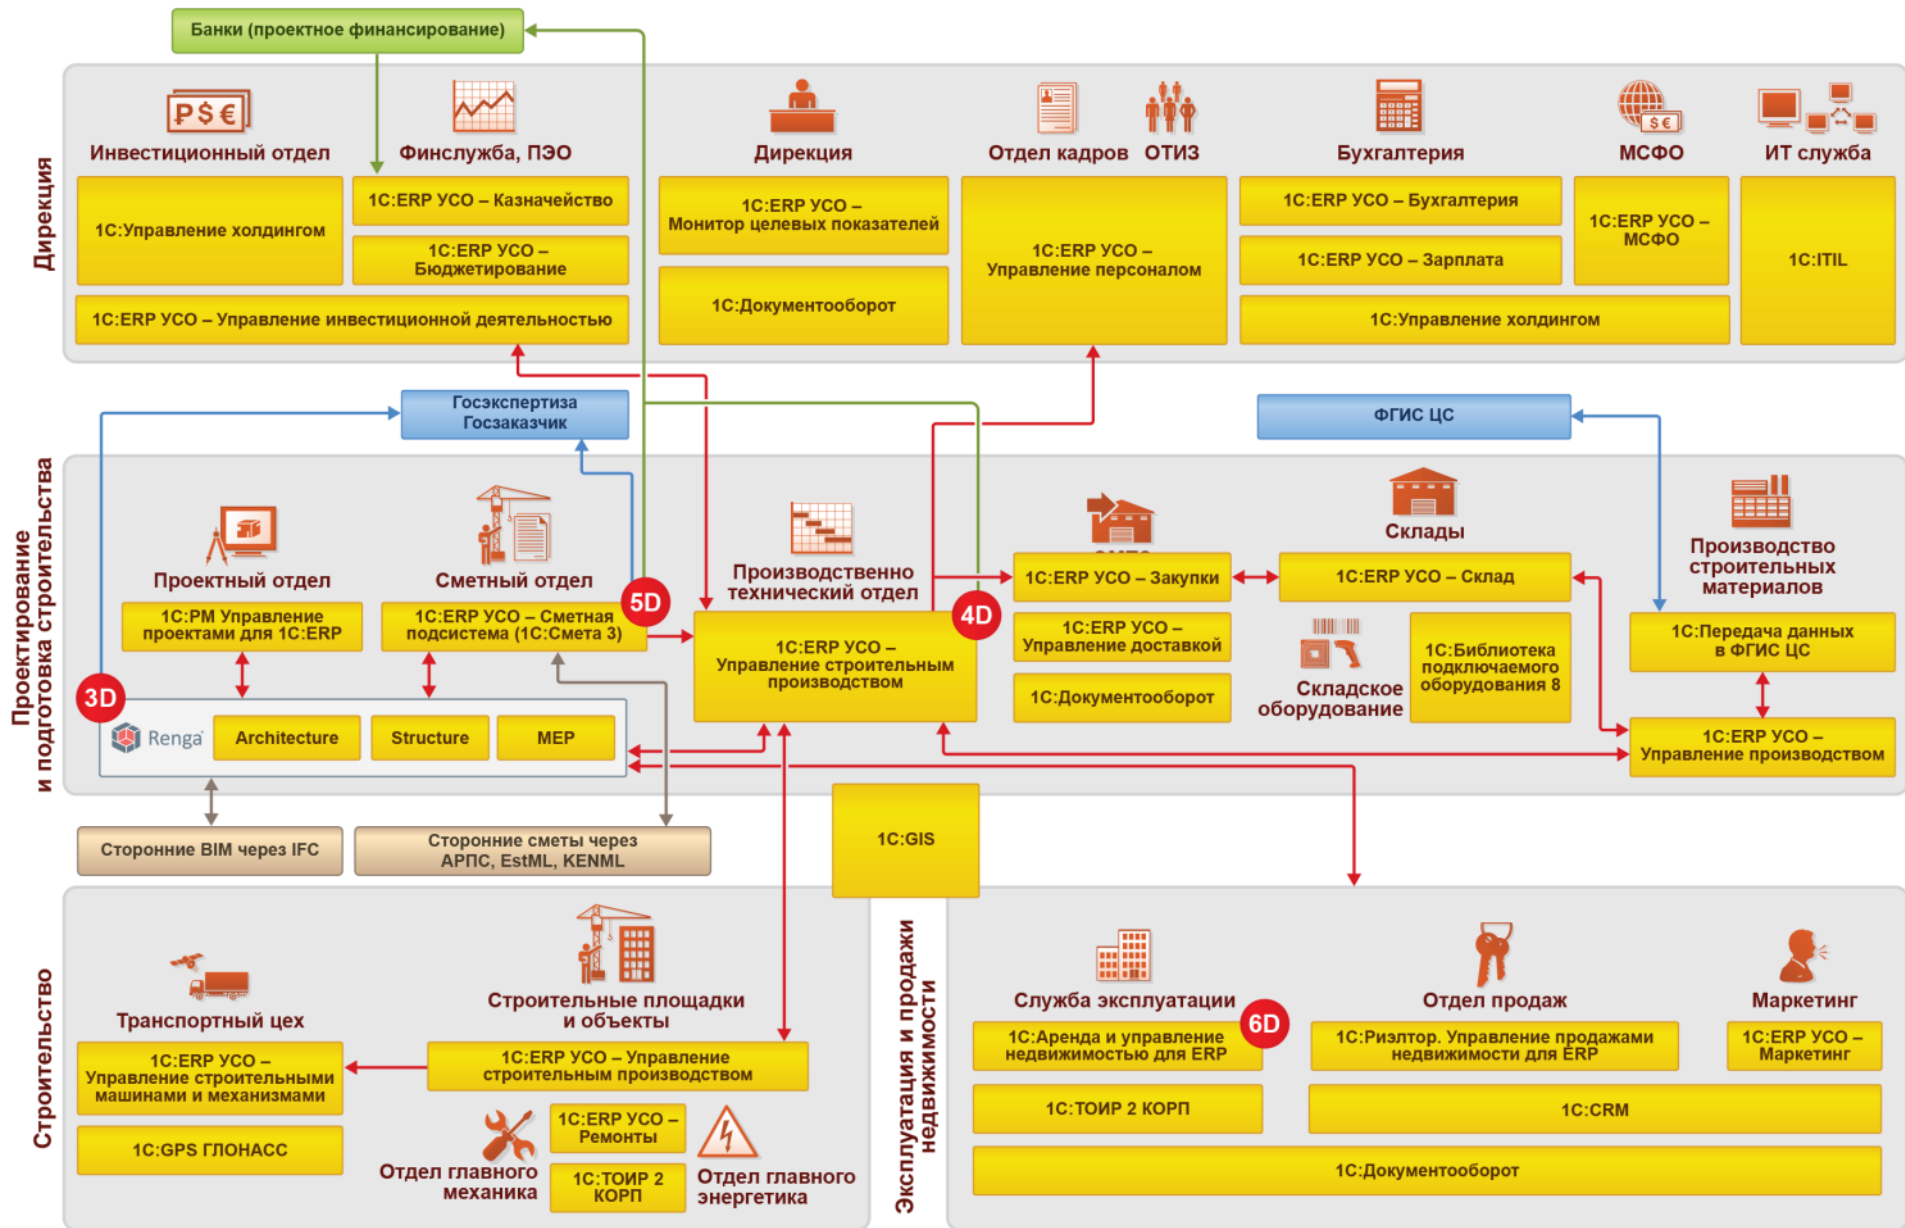 Банки (проектное финансирование)
Дирекция
₽ $ €
Инвестиционный отдел
Финслужба, ПЭО
Дирекция
Отдел кадров
ОТИЗ
Бухгалтерия
$ €
МСФО
ИТ служба
1С:Управление холдингом
1С:ERP УСО – Казначейство
1С:ERP УСО –
Бюджетирование
1С:ERP УСО – Управление инвестиционной деятельностью
1С:ERP УСО –
Монитор целевых показателей
1С:Документооборот
1С:ERP УСО –
Управление персоналом
1С:ERP УСО – Бухгалтерия
1С:ERP УСО – Зарплата
1С:ERP УСО –
МСФО
1С:Управление холдингом
1С:ITIL
Госэкспертиза
Госзаказчик
ФГИС ЦС
Проектирование
и подготовка строительства
Проектный отдел
Сметный отдел
Производственно
технический отдел
Склады
Производство
строительных
материалов
1С:PM Управление
проектами для 1С:ERP
1С:ERP УСО – Сметная
подсистема (1С:Смета 3)
5D
1С:ERP УСО –
Управление строительным
производством
4D
1С:ERP УСО – Закупки
1С:ERP УСО –
Управление доставкой
1С:Документооборот
1С:ERP УСО – Склад
Складское
оборудование
1С:Библиотека
подключаемого
оборудования 8
1С:Передача данных
в ФГИС ЦС
1С:ERP УСО –
Управление производством
3D
Renga
Architecture
Structure
MEP
Сторонние BIM через IFC
Сторонние сметы через
АРПС, EstML, KENML
1С:GIS
Строительство
Транспортный цех
Строительные площадки
и объекты
1С:ERP УСО –
Управление строительными
машинами и механизмами
1С:GPS ГЛОНАСС
1С:ERP УСО – Управление
строительным производством
Отдел главного
механика
1С:ERP УСО –
Ремонты
1С:ТОИР 2
КОРП
Отдел главного
энергетика
Эксплуатация и продажи
недвижимости
Служба эксплуатации
Отдел продаж
Маркетинг
1С:Аренда и управление
недвижимостью для ERP
6D
1С:Риэлтор. Управление продажами
недвижимости для ERP
1С:ERP УСО –
Маркетинг
1С:ТОИР 2 КОРП
1С:CRM
1С:Документооборот